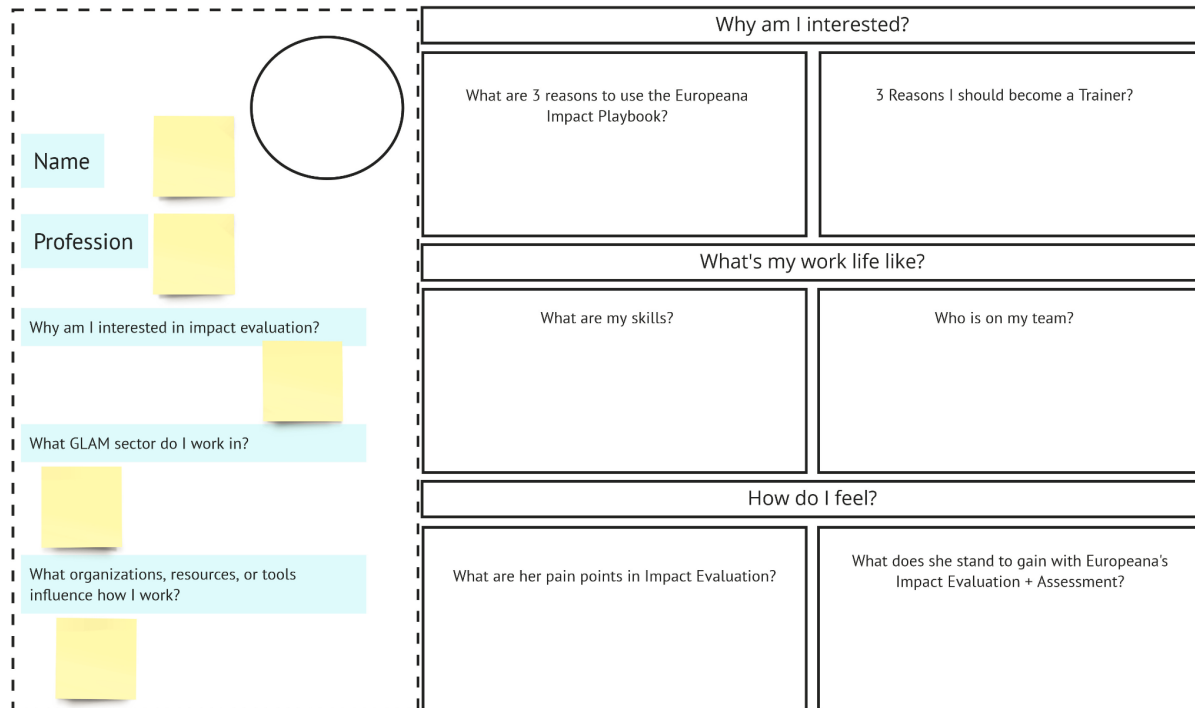 Name
Profession
Why am I interested in impact evaluation?
What GLAM sector do I work in?
What organizations, resources, or tools
influence how I work?
Why am I interested?
What are 3 reasons to use the Europeana
Impact Playbook?
3 Reasons I should become a Trainer?
What's my work life like?
What are my skills?
Who is on my team?
How do I feel?
What are her pain points in Impact Evaluation?
What does she stand to gain with Europeana's
Impact Evaluation + Assessment?